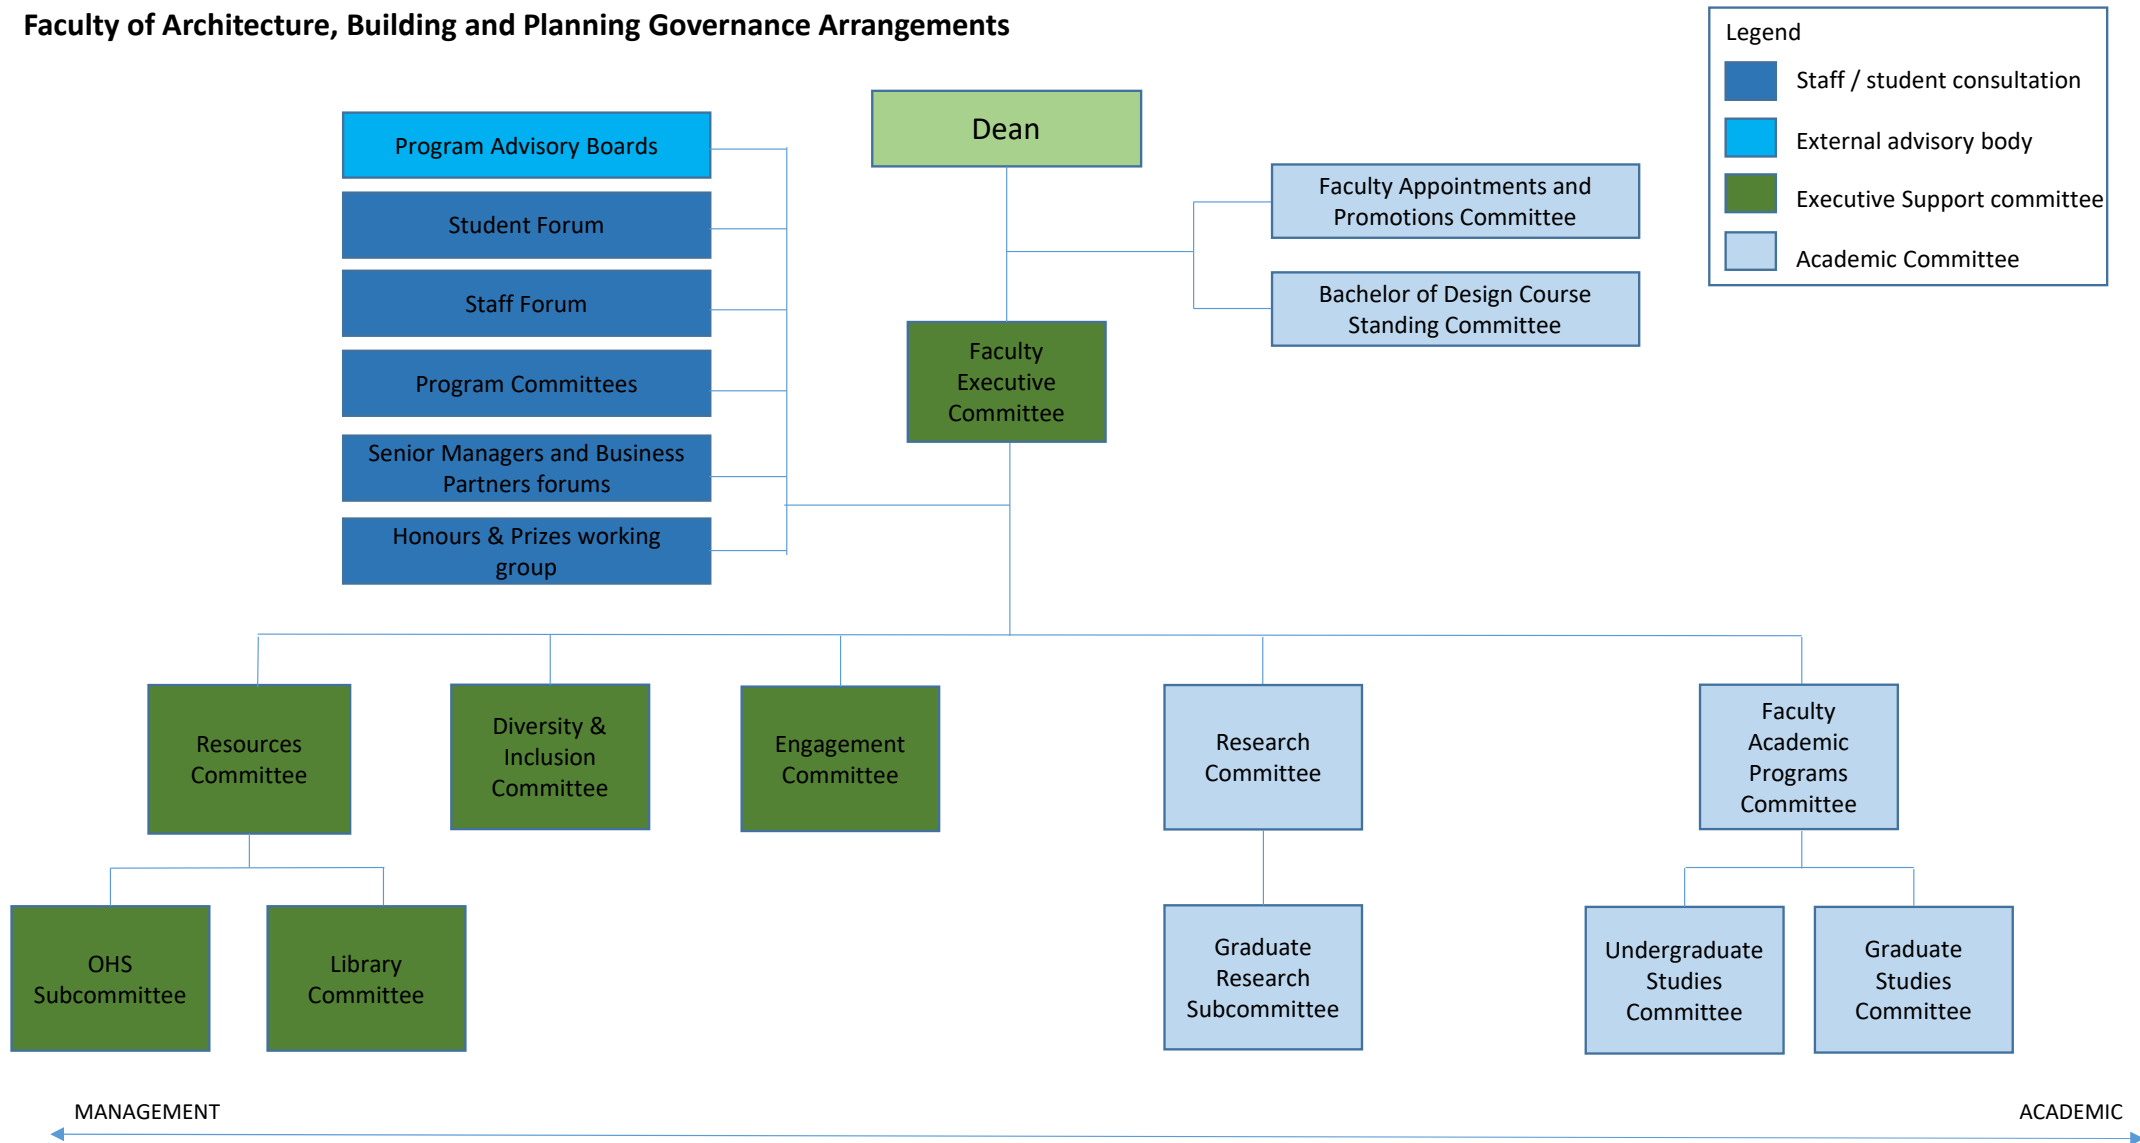 Faculty of Architecture, Building and Planning Governance Arrangements
Legend
Staff / student consultation
External advisory body
Executive Support committee
Academic Committee
Dean
Program Advisory Boards
Student Forum
Staff Forum
Program Committees
Senior Managers and Business
Partners forums
Honours & Prizes working
group
Faculty Appointments and
Promotions Committee
Bachelor of Design Course
Standing Committee
Faculty
Executive
Committee
Resources
Committee
Diversity &
Inclusion
Committee
Engagement
Committee
Research
Committee
Faculty
Academic
Programs
Committee
OHS
Subcommittee
Library
Committee
Graduate
Research
Subcommittee
Undergraduate
Studies
Committee
Graduate
Studies
Committee
MANAGEMENT
ACADEMIC